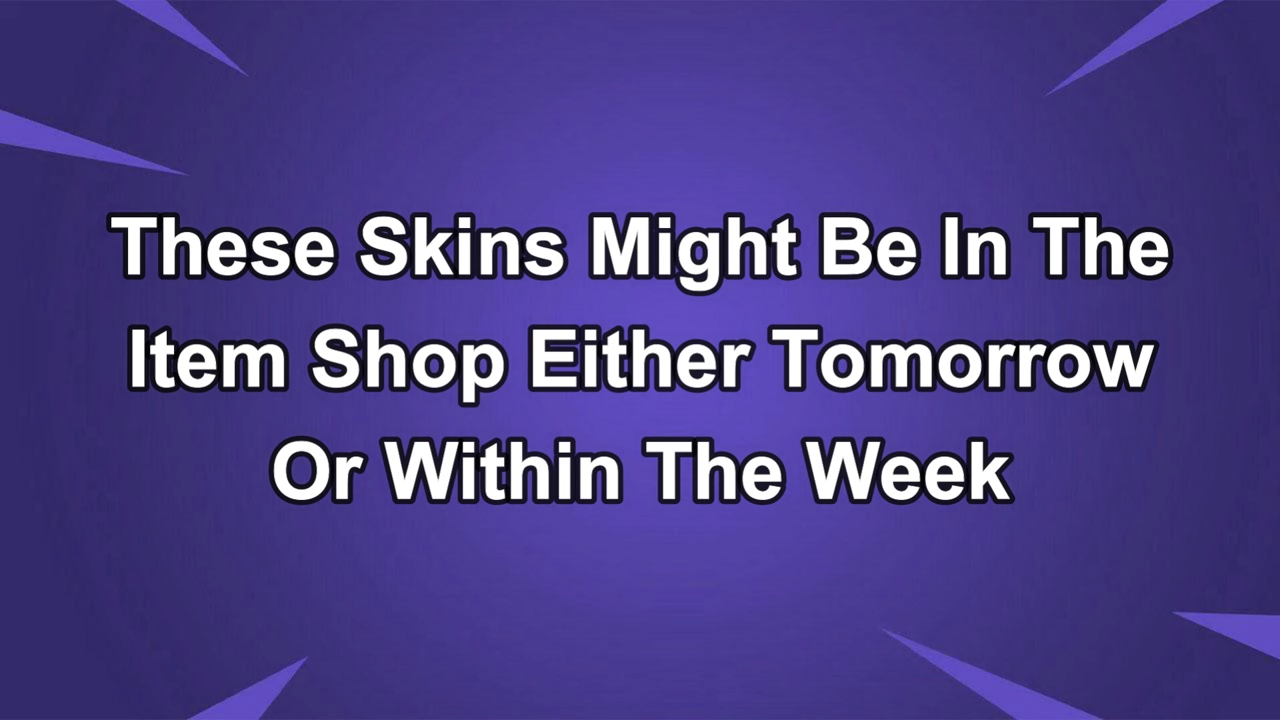 These Skins Might Be In The
Item Shop Either Tomorrow
Or Within The Week